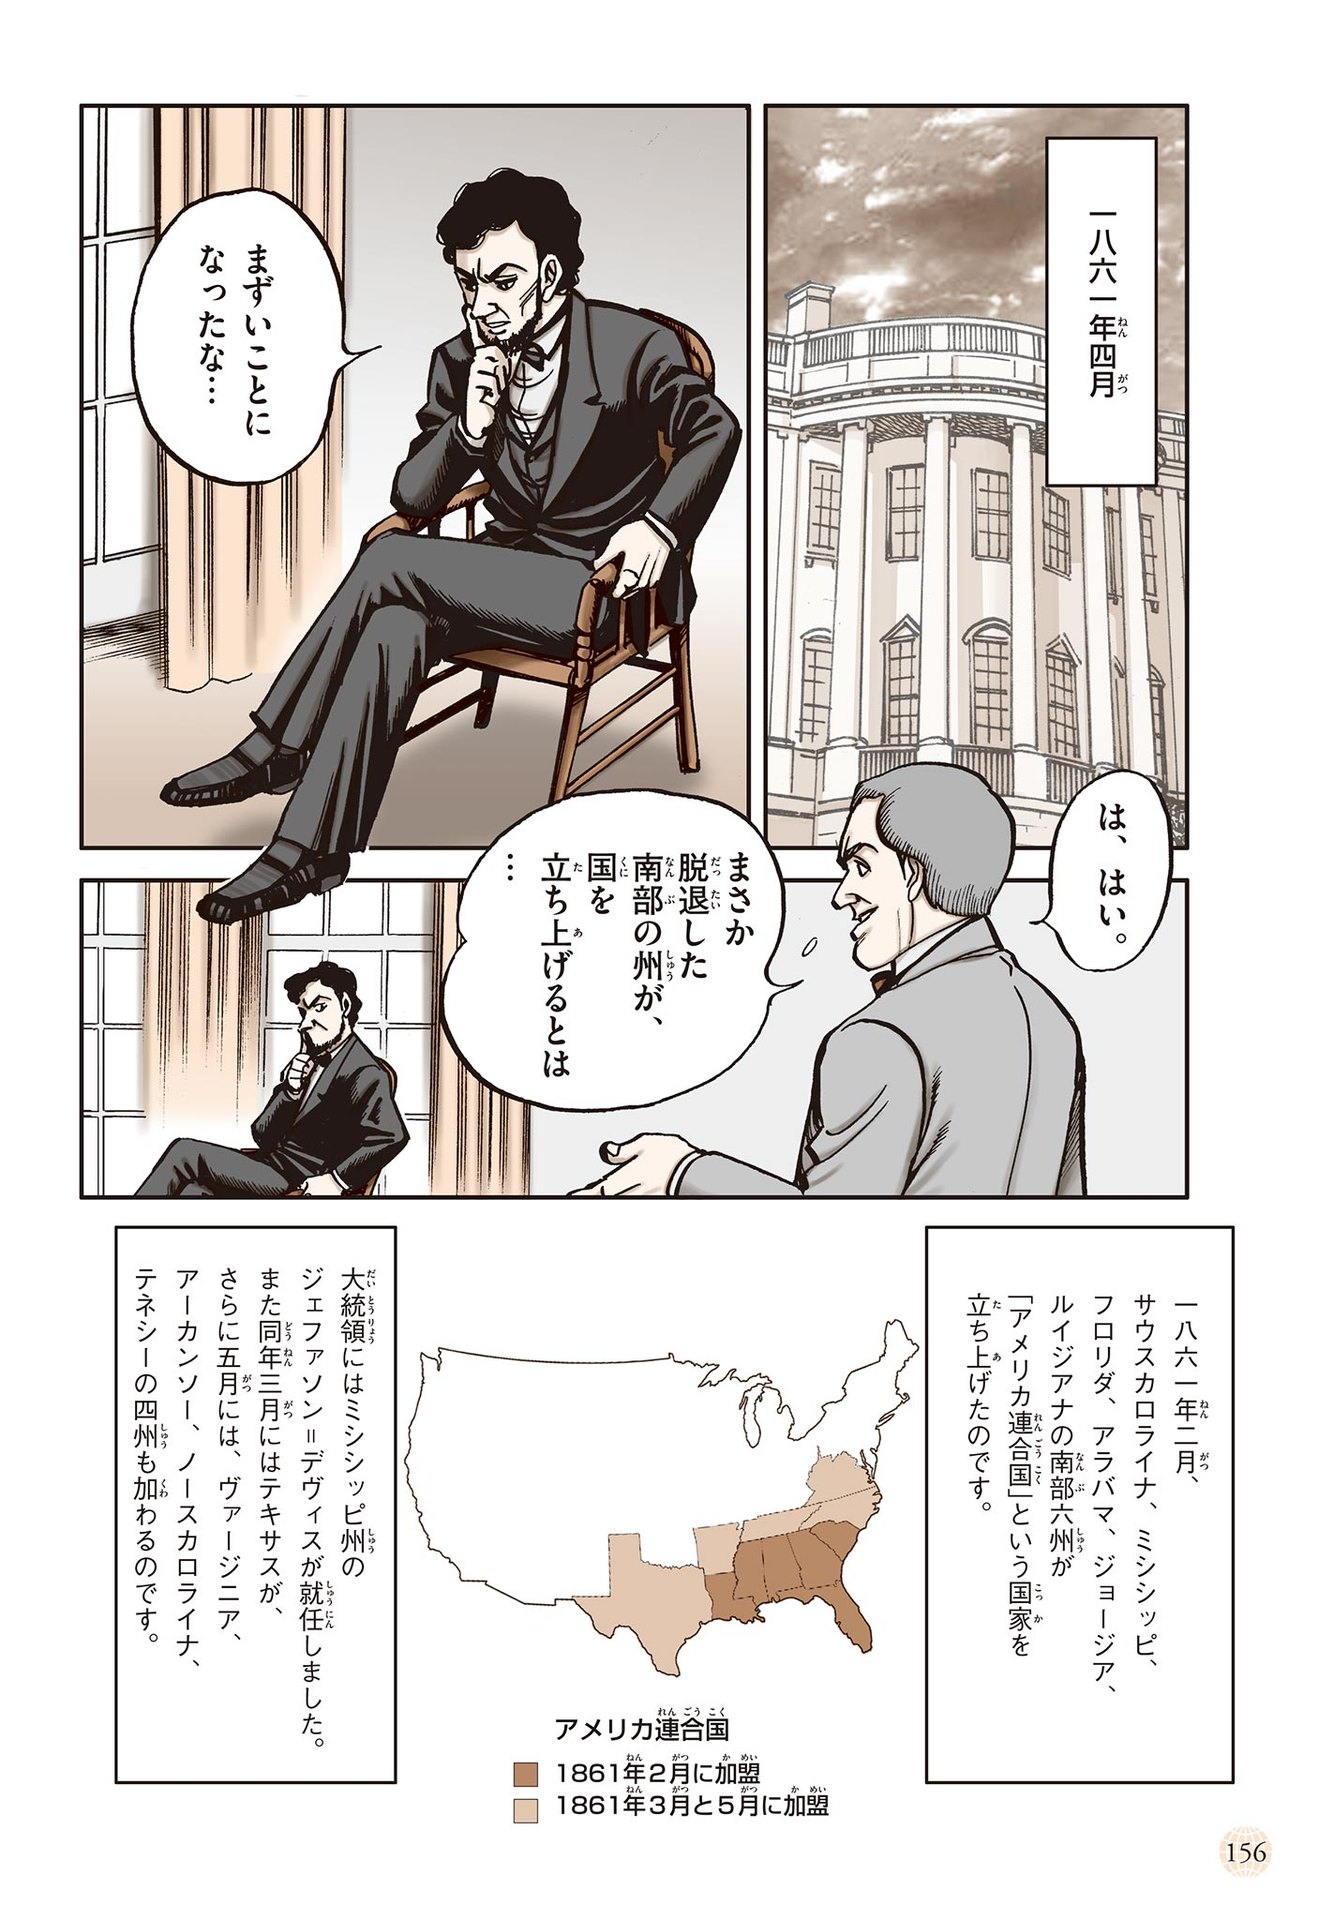 一八六一年四月
まずいことに
なったな…
は、はい。
まさか
脱退した
南部の州が、
国を
立ち上げるとは
…
一八六一年二月、
サウスカロライナ、ミシシッピ、
フロリダ、アラバマ、ジョージア、
ルイジアナの南部六州が
「アメリカ連合国」という国家を
立ち上げたのです。
大統領にはミシシッピ州の
ジェファソン＝デヴィスが就任しました。
また同年三月にはテキサスが、
さらに五月には、ヴァージニア、
アーカンソー、ノースカロライナ、
テネシーの四州も加わるのです。
アメリカ連合国
1861年2月に加盟
1861年3月と5月に加盟
156